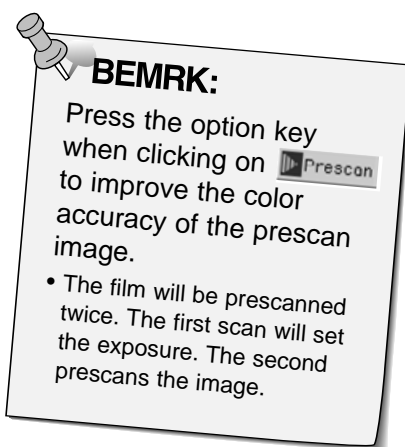 BEMRK:
Press the option key
when clicking on Prescan
to improve the color
accuracy of the prescan
image.
• The film will be prescanned
twice. The first scan will set
the exposure. The second
prescans the image.